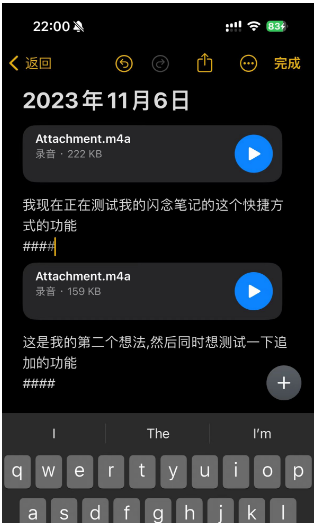 22:00
83
返回
完成
2023年11月6日
Attachment.m4a
录音 · 222 KB
我现在正在测试我的闪念笔记的这个快捷方
式的功能
####
Attachment.m4a
录音 · 159 KB
这是我的第二个想法,然后同时想测试一下追
加的功能
####
I The I'm
q w e r t y u i o p
a s d f g h j k l